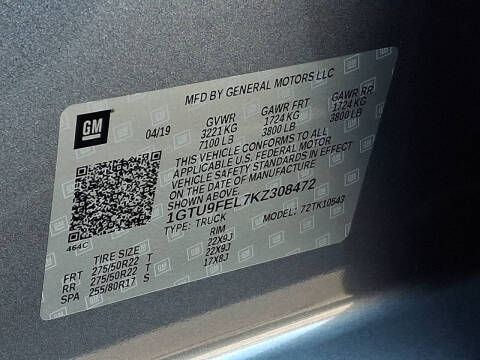 MFD BY GENERAL MOTORS LLC
GM
04/19
GVWR GAWR FRT GAWR RR
3221 KG 1724 KG 1724 KG
7100 LB 3800 LB 3800 LB
THIS VEHICLE CONFORMS TO ALL
APPLICABLE U.S. FEDERAL MOTOR
VEHICLE SAFETY STANDARDS IN EFFECT
ON THE DATE OF MANUFACTURE
1GTU9FEL7KZ308472
TYPE: TRUCK 72TK10543
464C
TIRE SIZE RIM
FRT 275/50R22 T 22X9J
RR 275/50R22 T 22X9J
SPA 255/80R17 S 17X8J